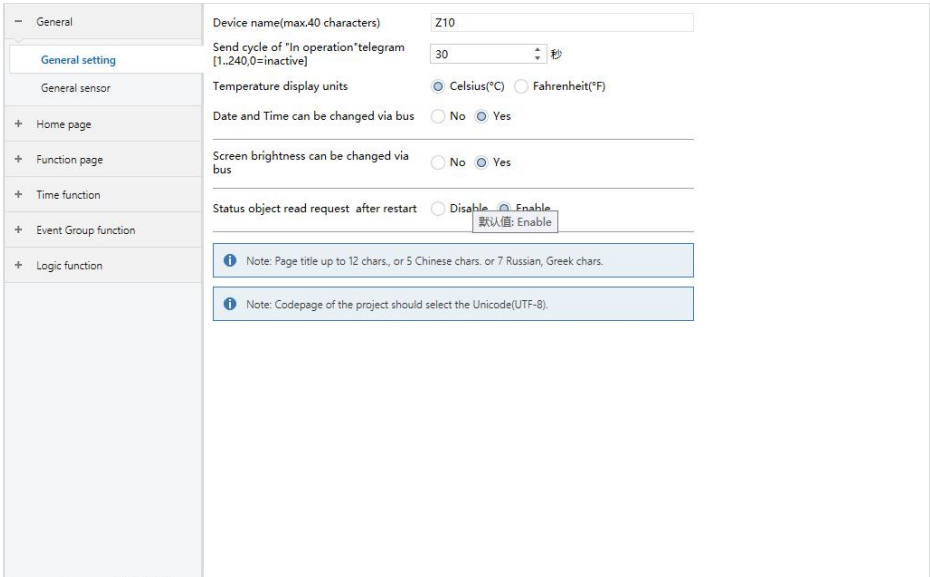 General
General setting
General sensor
Home page
Function page
Time function
Event Group function
Logic function
Device name(max.40 characters)
Z10
Send cycle of "In operation"telegram
[1..240,0=inactive]
30
秒
Temperature display units
Celsius(°C) Fahrenheit(°F)
Date and Time can be changed via bus
No Yes
Screen brightness can be changed via
bus
No Yes
Status object read request after restart
Disable Enable
默认值: Enable
Note: Page title up to 12 chars., or 5 Chinese chars. or 7 Russian, Greek chars.
Note: Codepage of the project should select the Unicode(UTF-8).